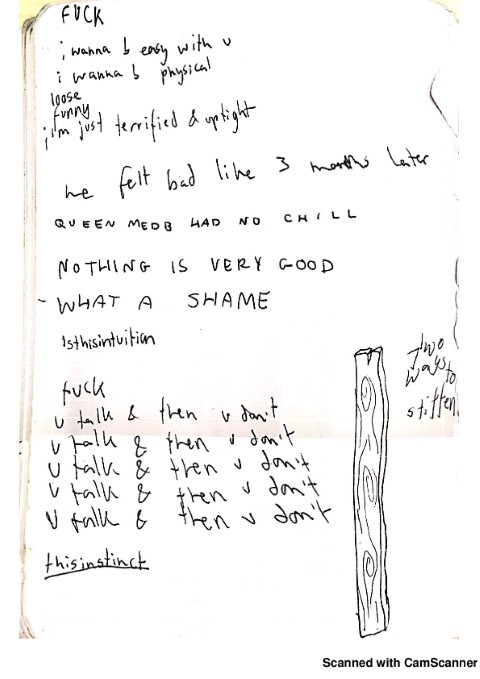 FUCK
i wanna b easy with u
i wanna b physical
loose
funny
i i'm just terrified & uptight
he felt bad like 3 months later
QUEEN MEDB HAD NO CHILL
NOTHING IS VERY GOOD
- WHAT A SHAME
Isthisintuition
fuck
u talk & then u don't
u talk & then u don't
u talk & then u don't
u talk & then u don't
u talk & then u don't
thisinstinct
two
ways to
stiffen
Scanned with CamScanner